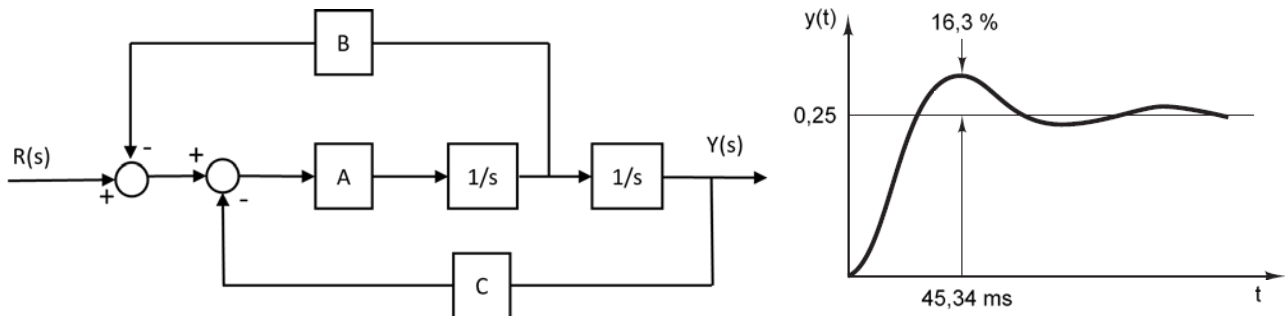 B
-
R(s)
+
+
-
A
1/s
1/s
Y(s)
C
y(t)
16,3 %
0,25
45,34 ms
t